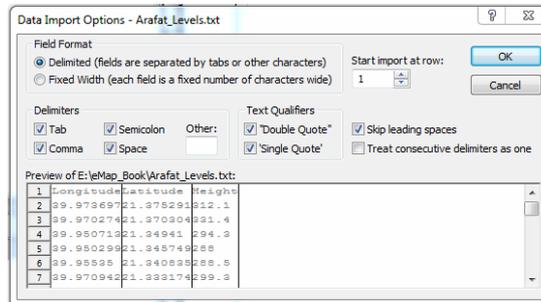 Data Import Options - Arafat_Levels.txt
Field Format
Delimited (fields are separated by tabs or other characters)
Fixed Width (each field is a fixed number of characters wide)
Start import at row:
1
OK
Cancel
Delimiters
Tab
Semicolon
Other:
Comma
Space
Text Qualifiers
"Double Quote"
'Single Quote'
Skip leading spaces
Treat consecutive delimiters as one
Preview of E:\eMap_Book\Arafat_Levels.txt:
1 Longitude Latitude Height
2 39.973697 21.375291 312.1
3 39.970274 21.370304 331.4
4 39.950713 21.34941 294.3
5 39.950299 21.345749 288
6 39.95535 21.340835 288.5
7 39.970942 21.333174 299.3